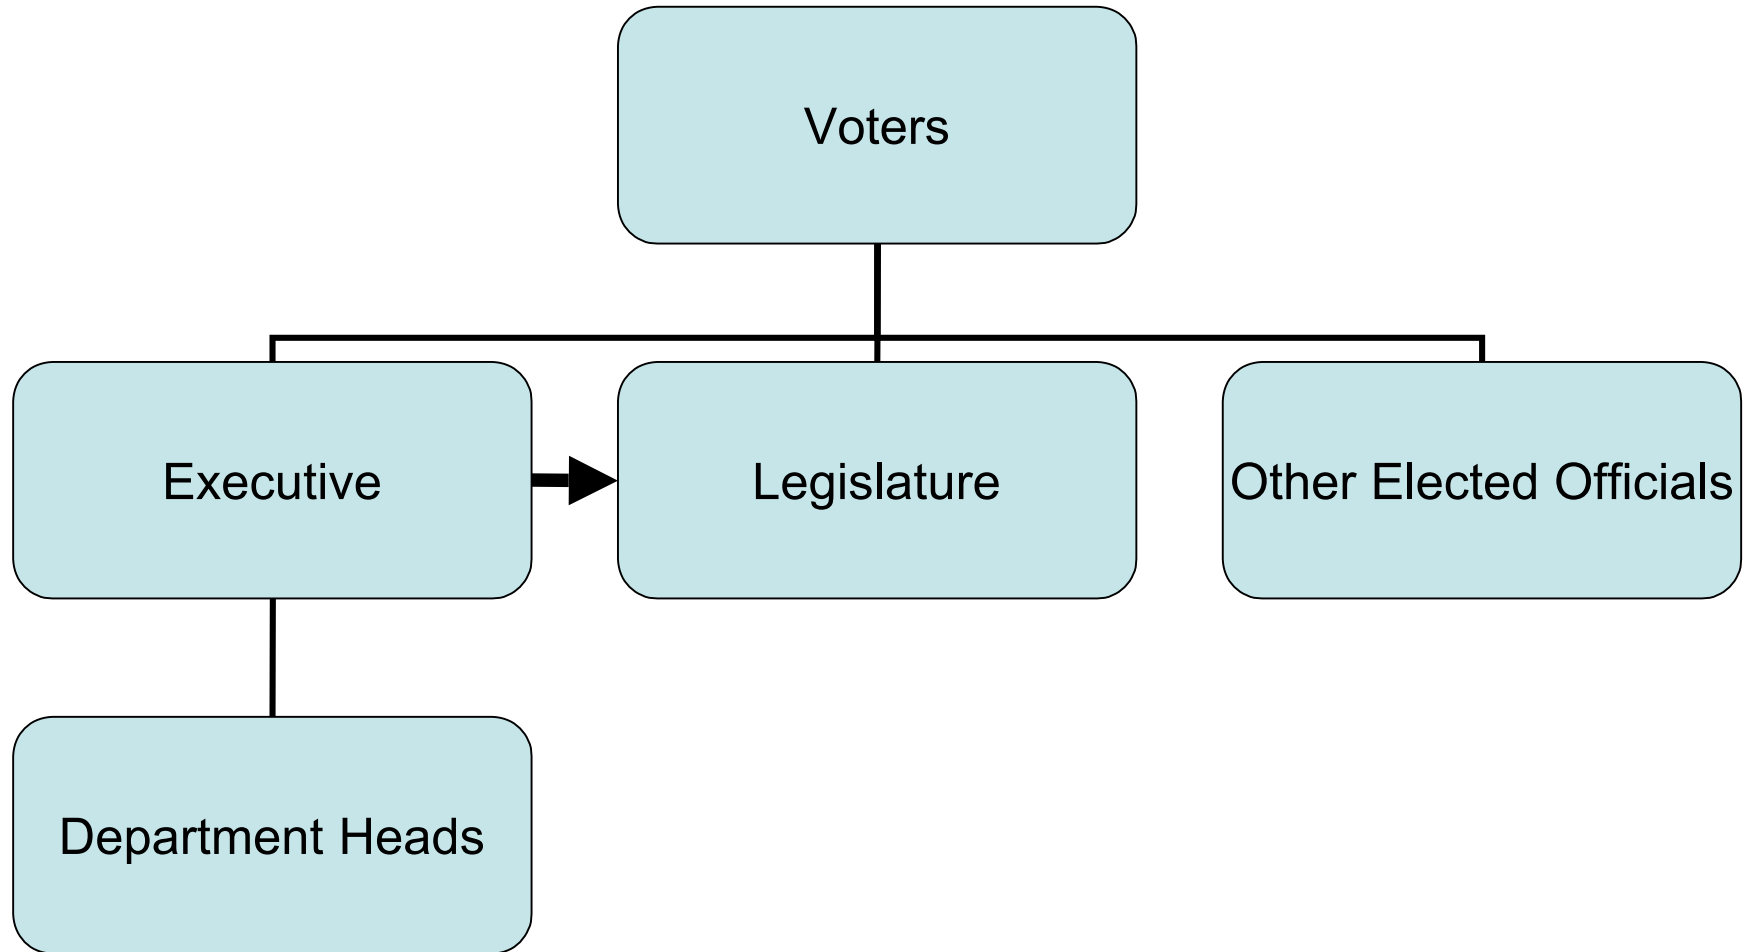 Voters
Executive
Legislature
Other Elected Officials
Department Heads